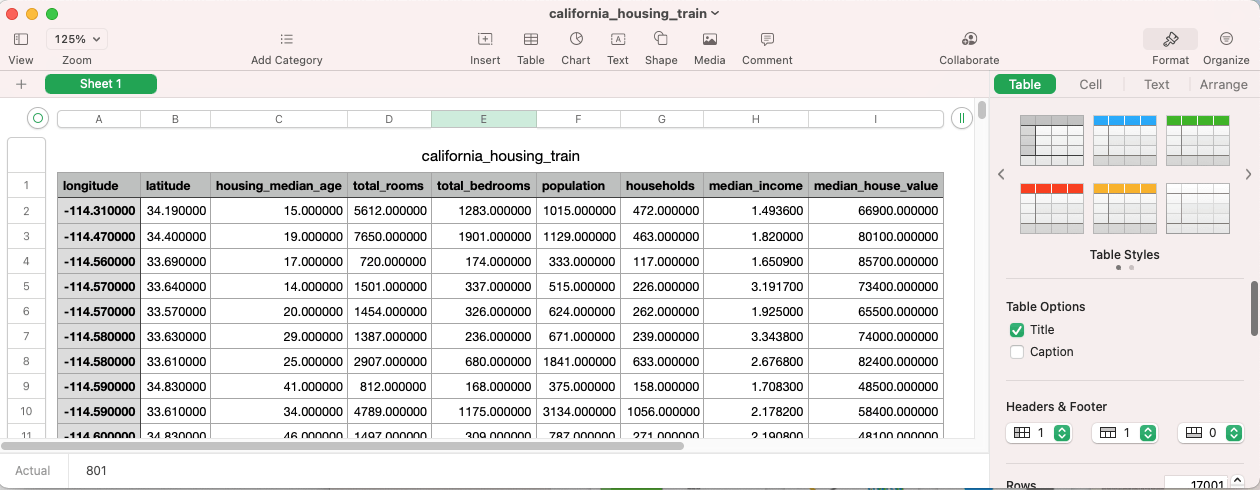 california_housing_train
125%
View Zoom Add Category Insert Table Chart Text Shape Media Comment Collaborate Format Organize
Sheet 1
Table Cell Text Arrange
A B C D E F G H I
california_housing_train
1 longitude latitude housing_median_age total_rooms total_bedrooms population households median_income median_house_value
2 -114.310000 34.190000 15.000000 5612.000000 1283.000000 1015.000000 472.000000 1.493600 66900.000000
3 -114.470000 34.400000 19.000000 7650.000000 1901.000000 1129.000000 463.000000 1.820000 80100.000000
4 -114.560000 33.690000 17.000000 720.000000 174.000000 333.000000 117.000000 1.650900 85700.000000
5 -114.570000 33.640000 14.000000 1501.000000 337.000000 515.000000 226.000000 3.191700 73400.000000
6 -114.570000 33.570000 20.000000 1454.000000 326.000000 624.000000 262.000000 1.925000 65500.000000
7 -114.580000 33.630000 29.000000 1387.000000 236.000000 671.000000 239.000000 3.343800 74000.000000
8 -114.580000 33.610000 25.000000 2907.000000 680.000000 1841.000000 633.000000 2.676800 82400.000000
9 -114.590000 34.830000 41.000000 812.000000 168.000000 375.000000 158.000000 1.708300 48500.000000
10 -114.590000 33.610000 34.000000 4789.000000 1175.000000 3134.000000 1056.000000 2.178200 58400.000000
11 -114.600000 34.830000 46.000000 1497.000000 309.000000 787.000000 271.000000 2.190800 48100.000000
Actual 801
Table Styles
Table Options
Title
Caption
Headers & Footer
1 1 0
Rows 17001